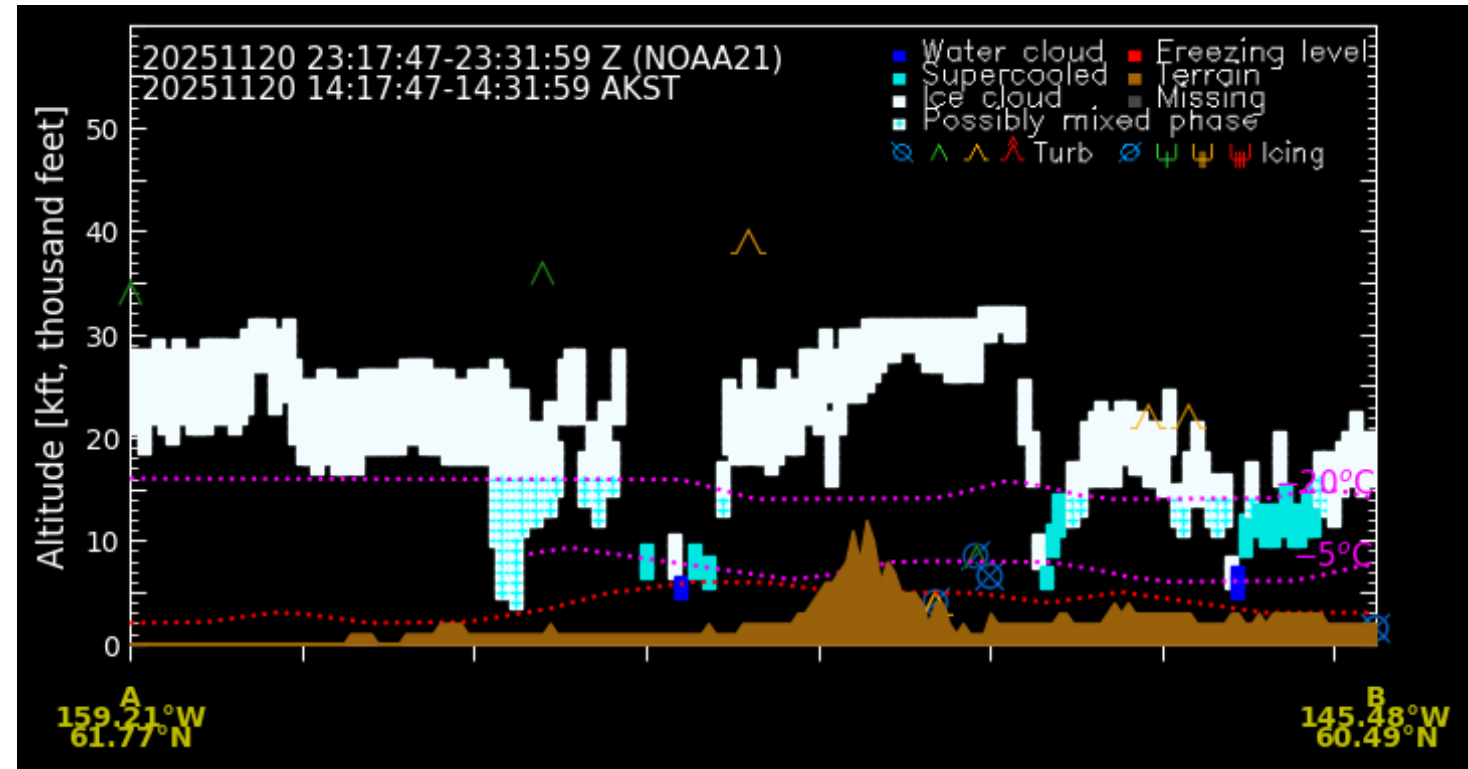 20251120 23:17:47-23:31:59 Z (NOAA21)
20251120 14:17:47-14:31:59 AKST
Water cloud
Freezing level
Supercooled
Terrain
Ice cloud
Missing
Possibly mixed phase
Turb
Icing
Altitude [kft, thousand feet]
50
40
30
20
10
0
−20°C
−5°C
A
159.21°W
61.77°N
B
145.48°W
60.49°N